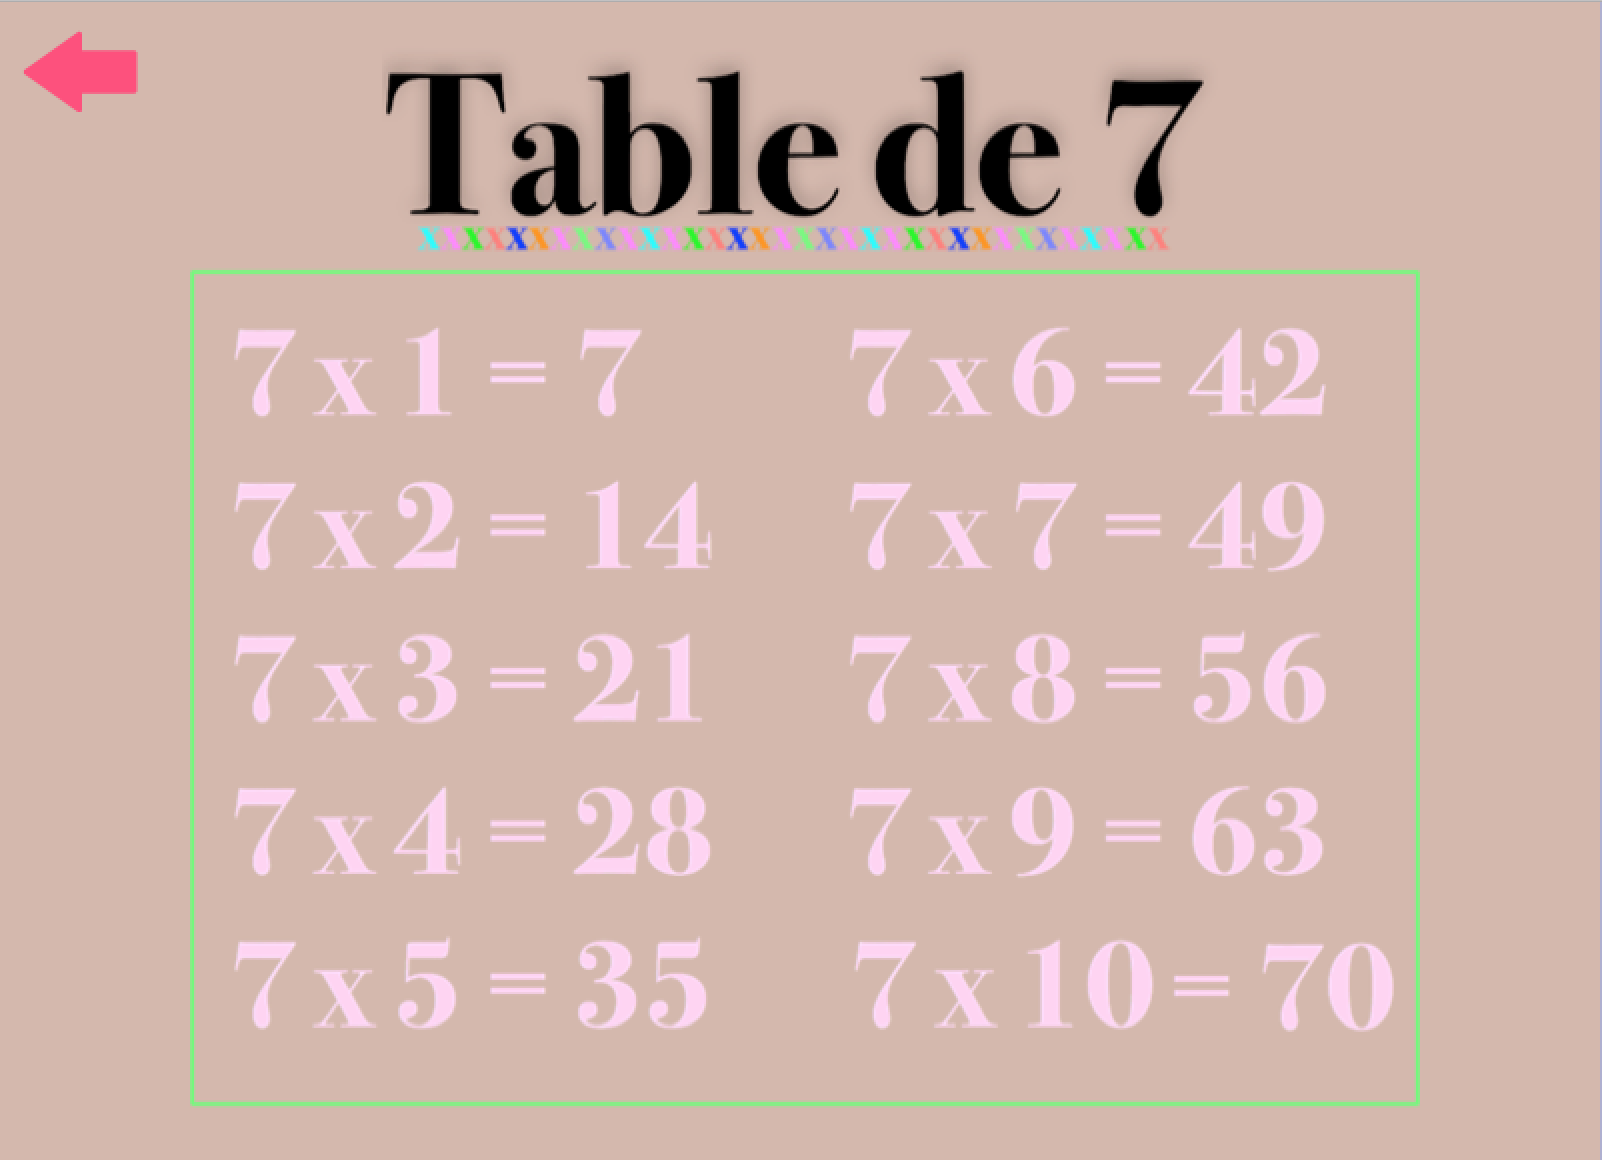 Table de 7
xxxxxxxxxxxxxxxxxxxxxxxxxxxxxxxxxx
7 x 1 = 7
7 x 2 = 14
7 x 3 = 21
7 x 4 = 28
7 x 5 = 35
7 x 6 = 42
7 x 7 = 49
7 x 8 = 56
7 x 9 = 63
7 x 10 = 70